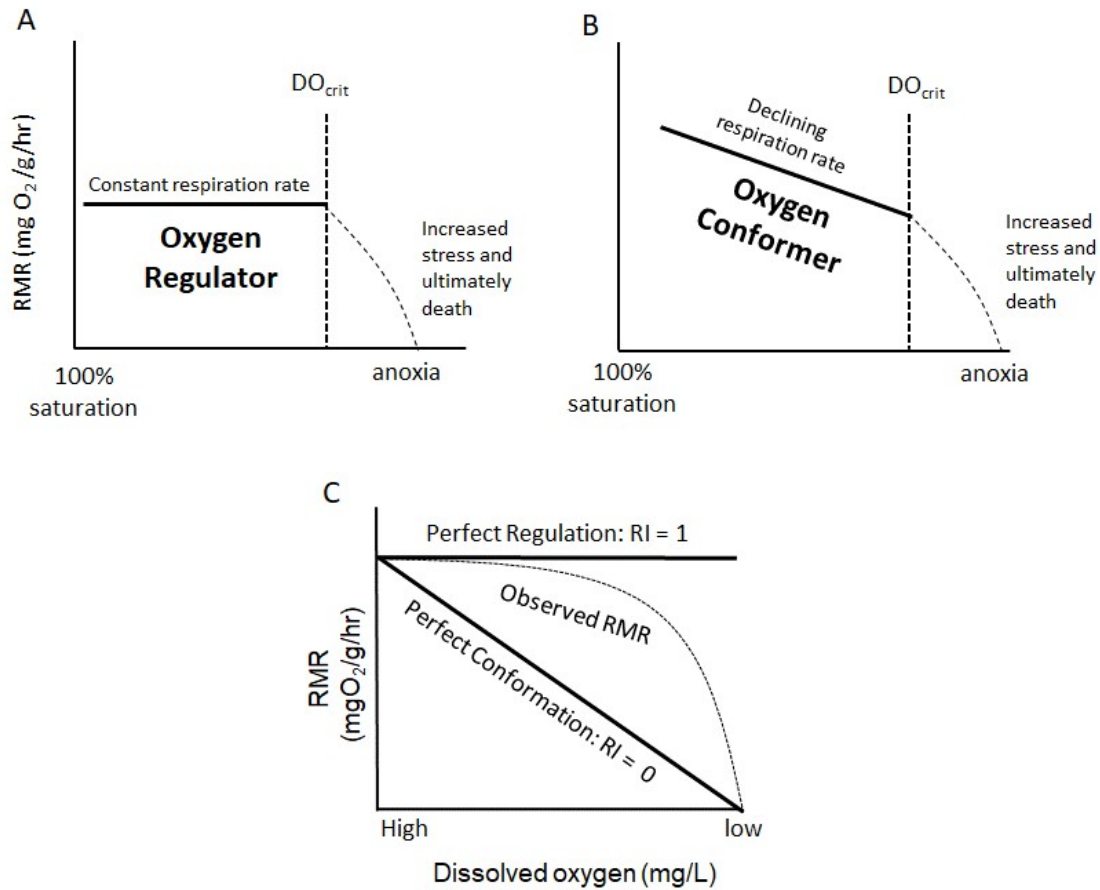 A
RMR (mg O₂ /g/hr)
DOcrit
Constant respiration rate
Oxygen
Regulator
Increased
stress and
ultimately
death
100%
saturation
anoxia
B
DOcrit
Declining
respiration rate
Oxygen
Conformer
Increased
stress and
ultimately
death
100%
saturation
anoxia
C
Perfect Regulation: RI = 1
Observed RMR
Perfect Conformation: RI = 0
RMR
(mgO₂/g/hr)
High
low
Dissolved oxygen (mg/L)